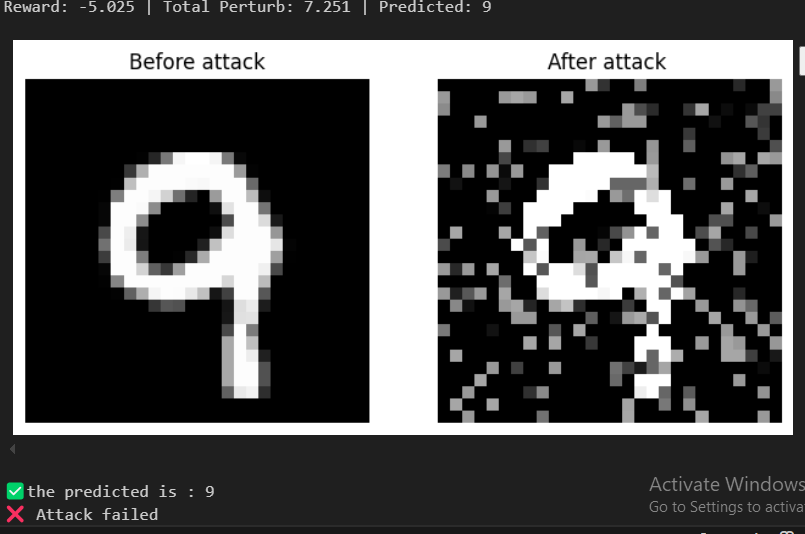 Reward: -5.025 | Total Perturb: 7.251 | Predicted: 9
Before attack
After attack
✅the predicted is : 9
❌ Attack failed
Activate Windows
Go to Settings to activa